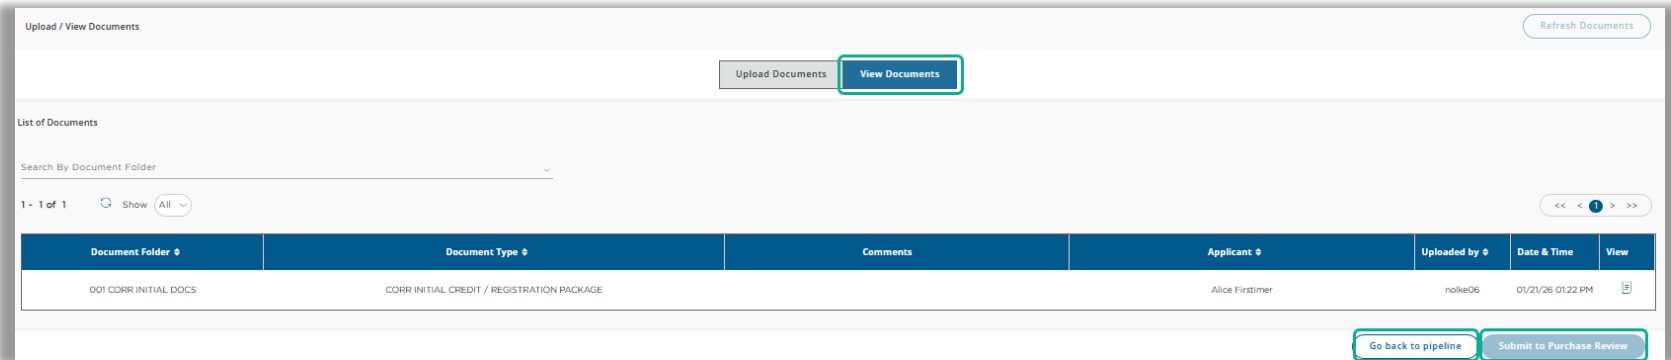 Upload / View Documents
Refresh Documents
Upload Documents
View Documents
List of Documents
Search By Document Folder
1 - 1 of 1 Show All
<< < 1 > >>
Document Folder Document Type Comments Applicant Uploaded by Date & Time View
001 CORR INITIAL DOCS CORR INITIAL CREDIT / REGISTRATION PACKAGE Alice Firstimer nolke06 01/21/26 01:22 PM
Go back to pipeline Submit to Purchase Review